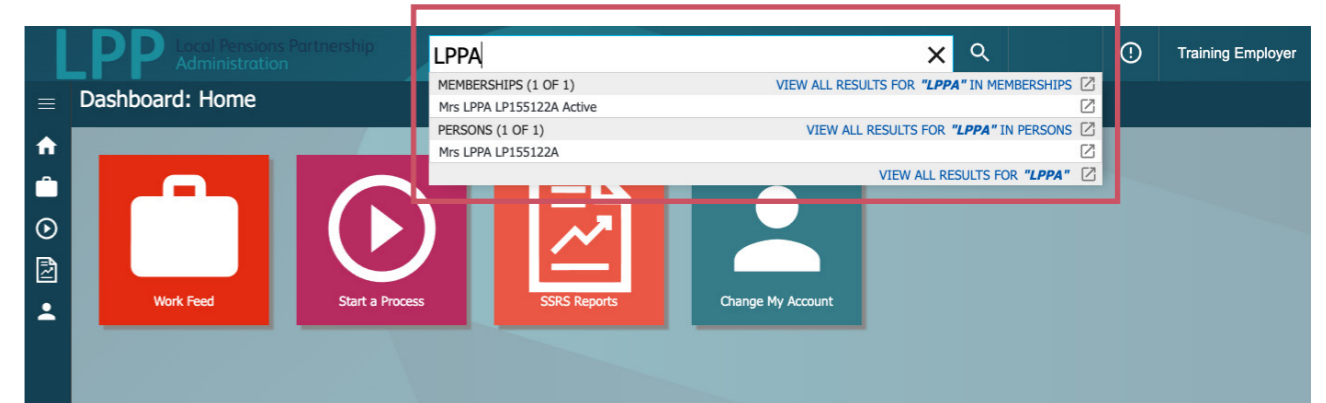 LPP Local Pensions Partnership
Administration
LPPA
Training Employer
Dashboard: Home
MEMBERSHIPS (1 OF 1) VIEW ALL RESULTS FOR "LPPA" IN MEMBERSHIPS
Mrs LPPA LP155122A Active
PERSONS (1 OF 1) VIEW ALL RESULTS FOR "LPPA" IN PERSONS
Mrs LPPA LP155122A
VIEW ALL RESULTS FOR "LPPA"
Work Feed
Start a Process
SSRS Reports
Change My Account